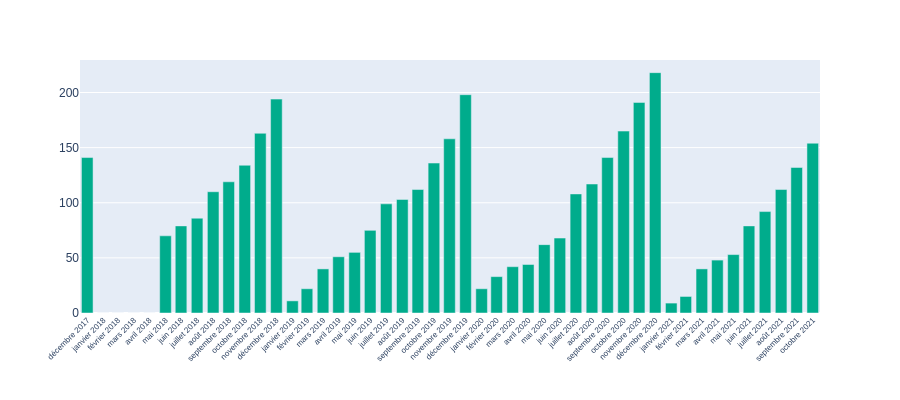 200
150
100
50
0
décembre 2017
janvier 2018
février 2018
mars 2018
avril 2018
mai 2018
juin 2018
juillet 2018
août 2018
septembre 2018
octobre 2018
novembre 2018
décembre 2018
janvier 2019
février 2019
mars 2019
avril 2019
mai 2019
juin 2019
juillet 2019
août 2019
septembre 2019
octobre 2019
novembre 2019
décembre 2019
janvier 2020
février 2020
mars 2020
avril 2020
mai 2020
juin 2020
juillet 2020
août 2020
septembre 2020
octobre 2020
novembre 2020
décembre 2020
janvier 2021
février 2021
mars 2021
avril 2021
mai 2021
juin 2021
juillet 2021
août 2021
septembre 2021
octobre 2021